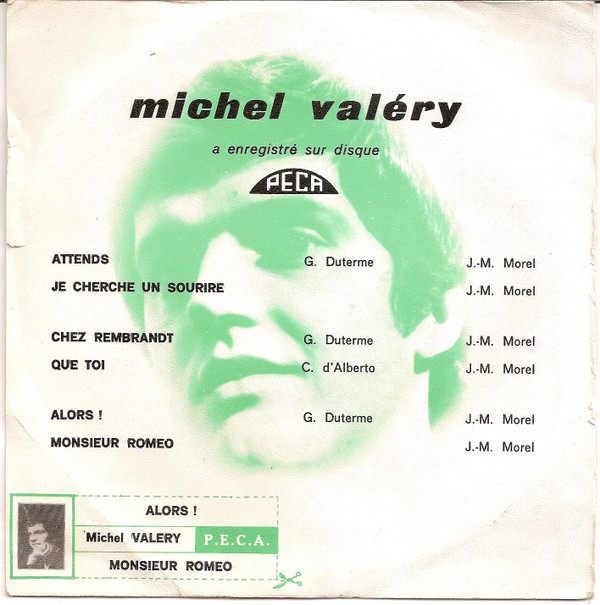 michel valéry
a enregistré sur disque
PECA
ATTENDS G. Duterme J.-M. Morel
JE CHERCHE UN SOURIRE J.-M. Morel
CHEZ REMBRANDT G. Duterme J.-M. Morel
QUE TOI C. d'Alberto J.-M. Morel
ALORS ! G. Duterme J.-M. Morel
MONSIEUR ROMEO J.-M. Morel
ALORS !
Michel VALERY P.E.C.A.
MONSIEUR ROMEO